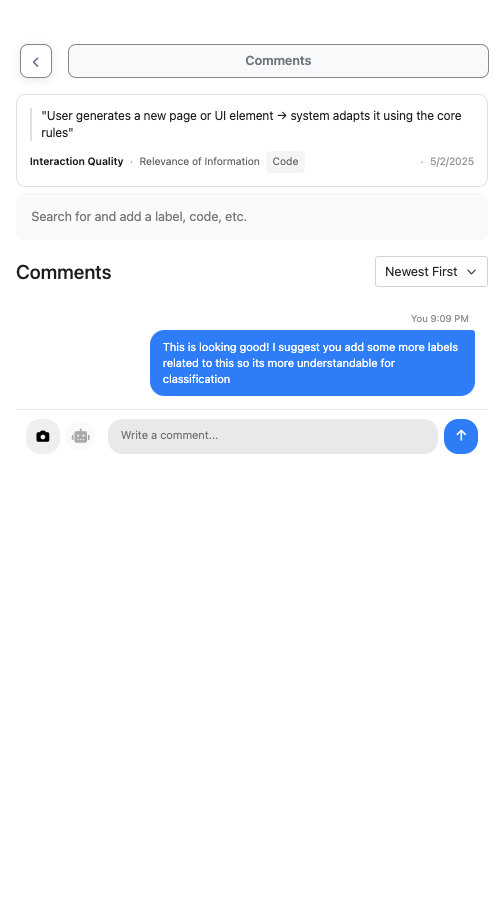 Comments
"User generates a new page or UI element → system adapts it using the core
rules"
Interaction Quality · Relevance of Information Code · 5/2/2025
Search for and add a label, code, etc.
Comments
Newest First
You 9:09 PM
This is looking good! I suggest you add some more labels
related to this so its more understandable for
classification
Write a comment...